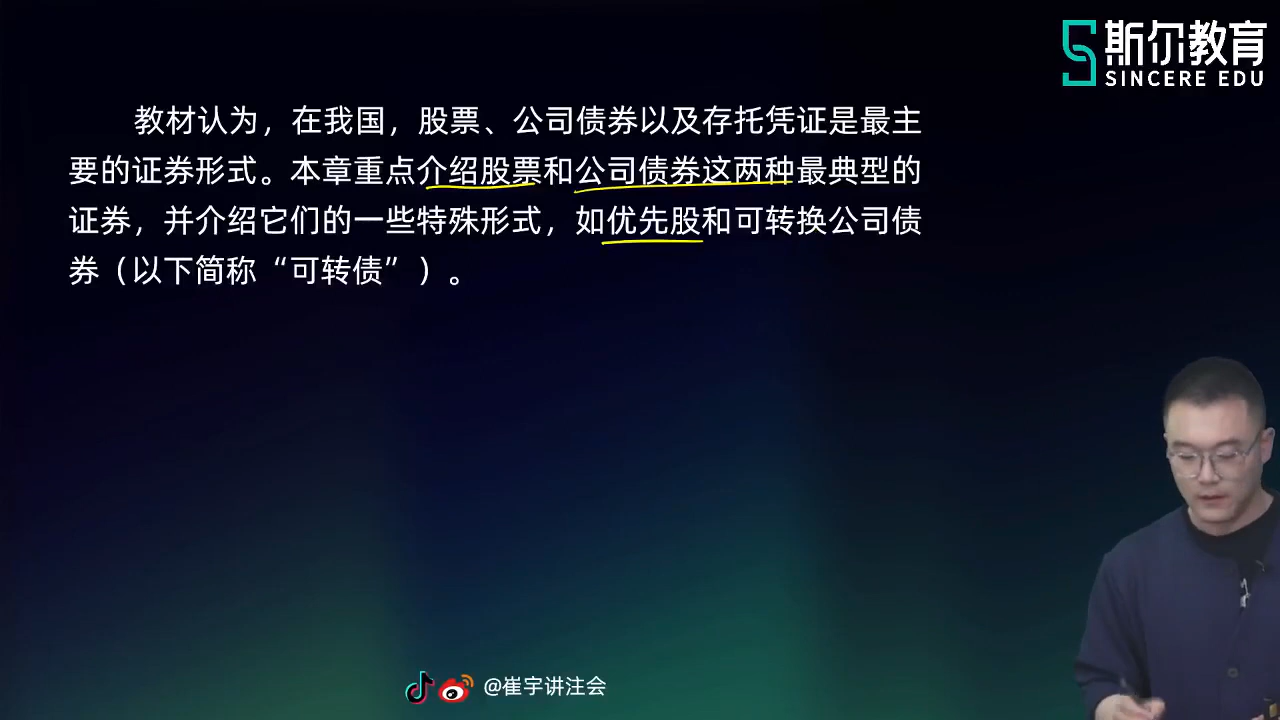 斯尔教育
SINCERE EDU
教材认为，在我国，股票、公司债券以及存托凭证是最主
要的证券形式。本章重点介绍股票和公司债券这两种最典型的
证券，并介绍它们的一些特殊形式，如优先股和可转换公司债
券（以下简称“可转债”）。
@崔宇讲注会